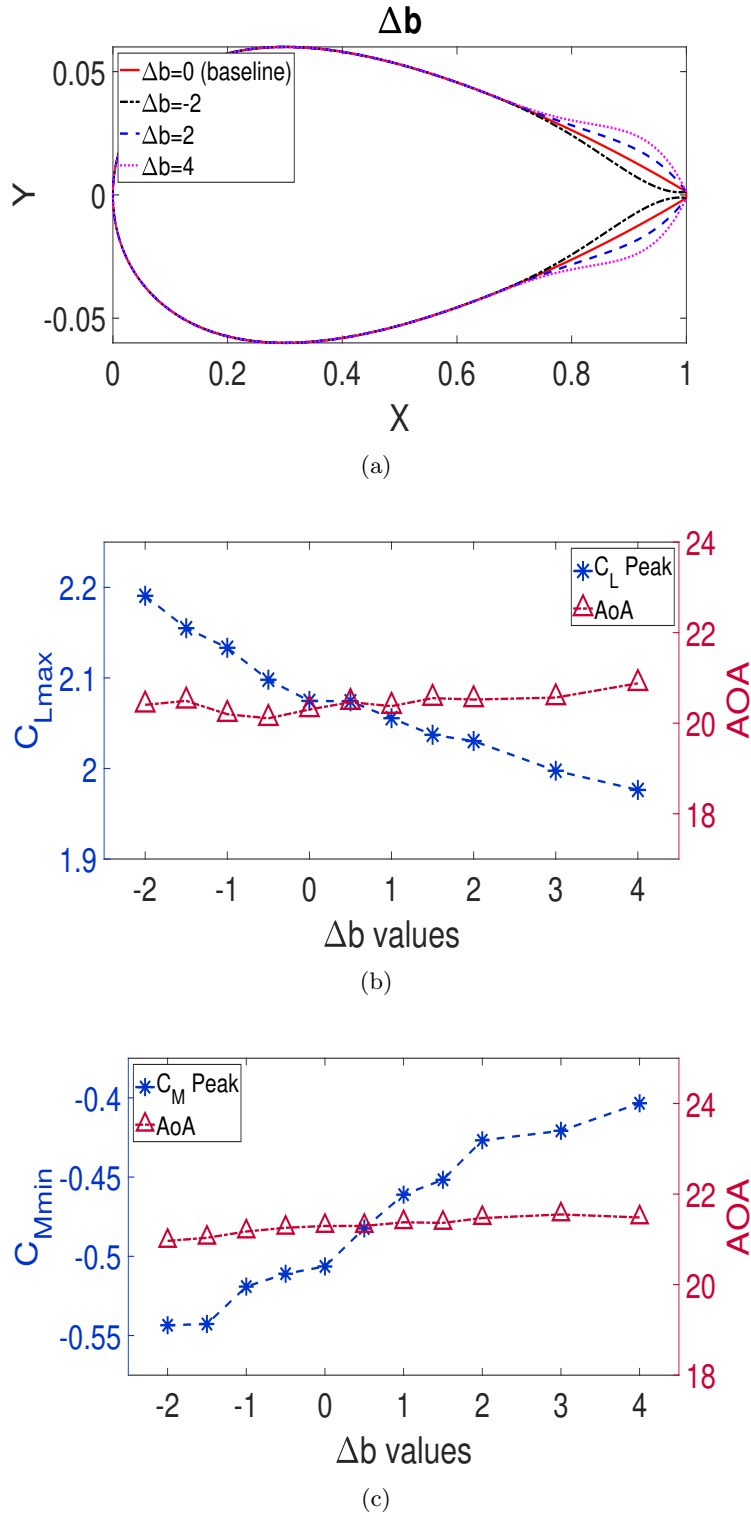 Δb
0.05
0
-0.05
Y
Δb=0 (baseline)
Δb=-2
Δb=2
Δb=4
0 0.2 0.4 0.6 0.8 1
X
(a)
2.2
2.1
2
1.9
C_Lmax
24
22
20
18
AOA
C_L Peak
AoA
-2 -1 0 1 2 3 4
Δb values
(b)
-0.4
-0.45
-0.5
-0.55
C_Mmin
24
22
20
18
AOA
C_M Peak
AoA
-2 -1 0 1 2 3 4
Δb values
(c)